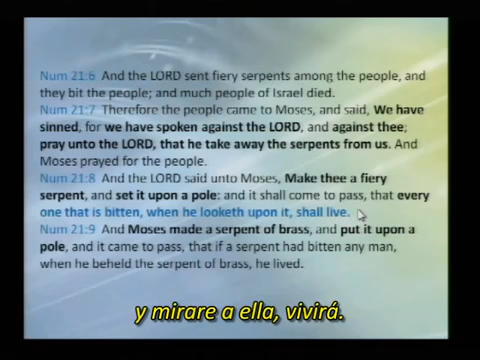 Num 21:6 And the LORD sent fiery serpents among the people, and
they bit the people; and much people of Israel died.
Num 21:7 Therefore the people came to Moses, and said, We have
sinned, for we have spoken against the LORD, and against thee;
pray unto the LORD, that he take away the serpents from us. And
Moses prayed for the people.
Num 21:8 And the LORD said unto Moses, Make thee a fiery
serpent, and set it upon a pole: and it shall come to pass, that every
one that is bitten, when he looketh upon it, shall live.
Num 21:9 And Moses made a serpent of brass, and put it upon a
pole, and it came to pass, that if a serpent had bitten any man,
when he beheld the serpent of brass, he lived.
y mirare a ella, vivirá.